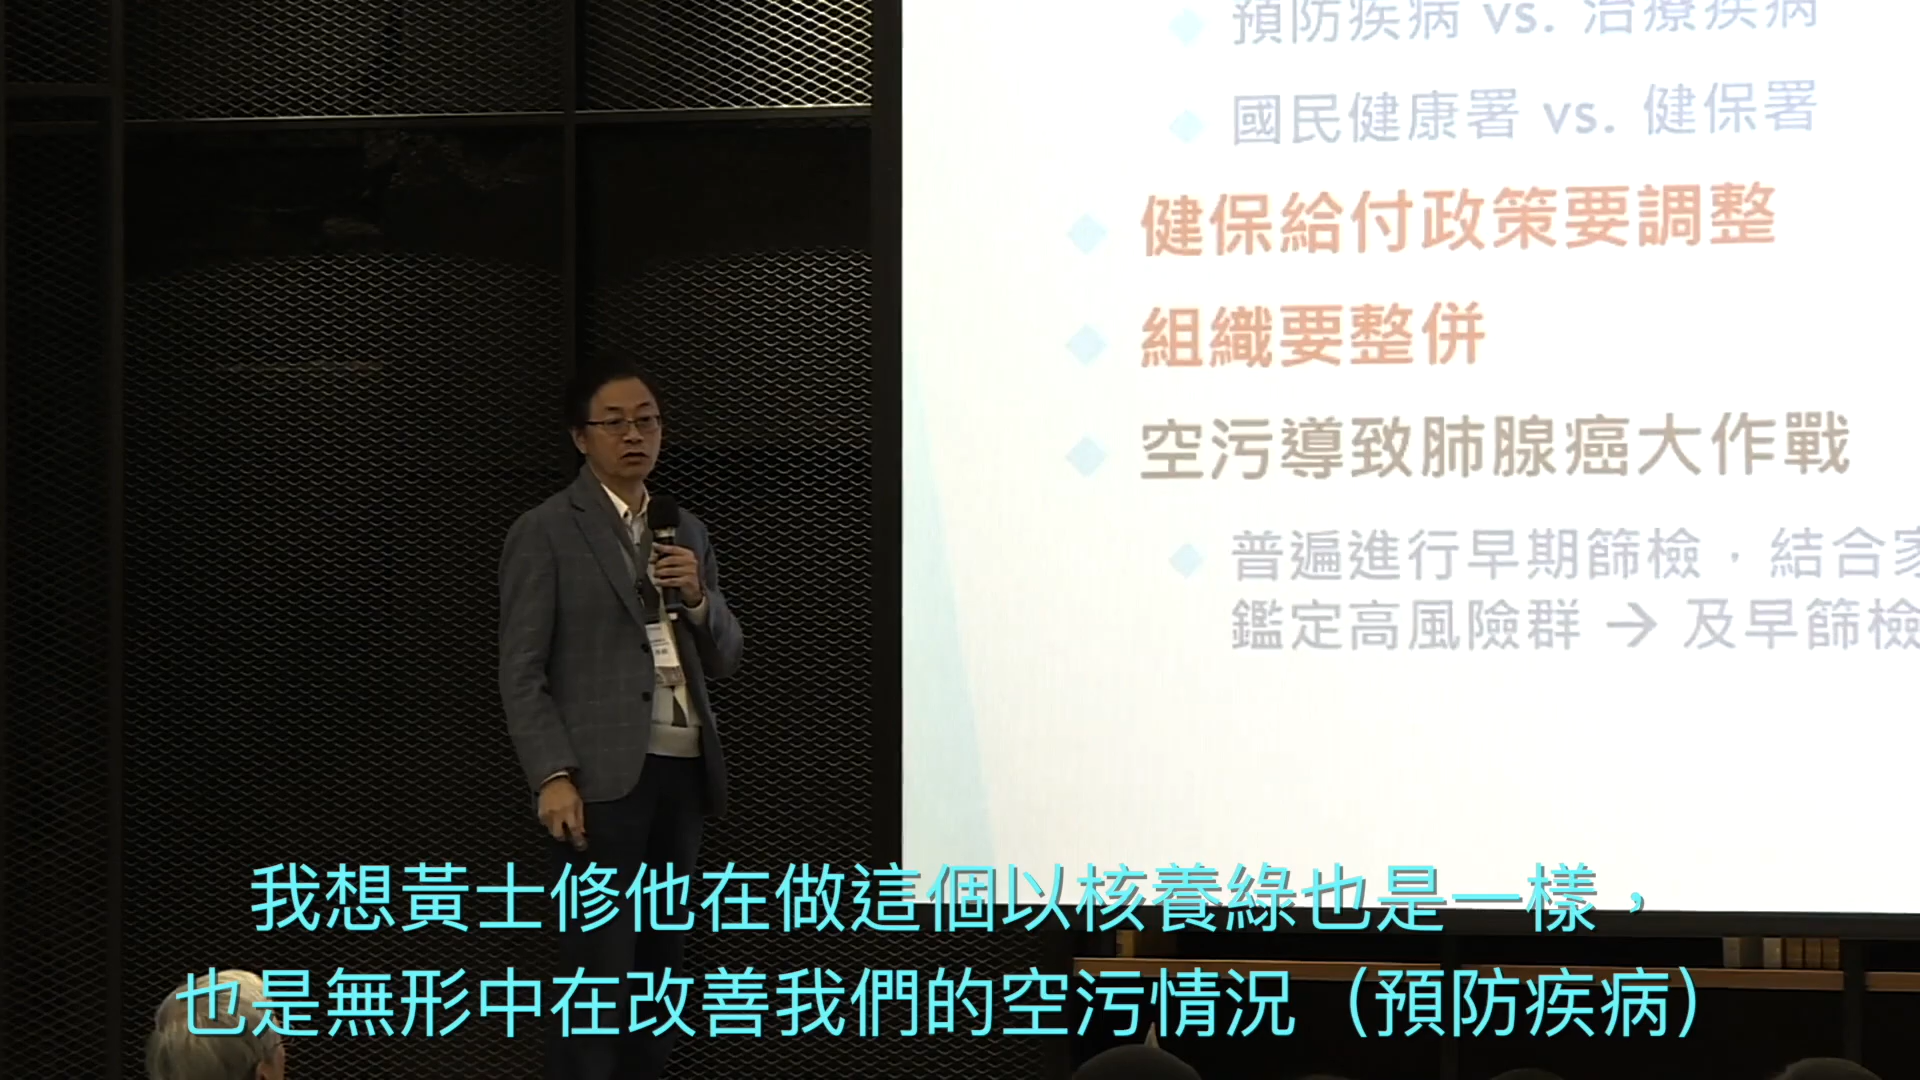 預防疾病 vs. 治療疾病
國民健康署 vs. 健保署
健保給付政策要調整
組織要整併
空污導致肺腺癌大作戰
普遍進行早期篩檢，結合家
鑑定高風險群 → 及早篩檢
我想黃士修他在做這個以核養綠也是一樣，
也是無形中在改善我們的空污情況（預防疾病）